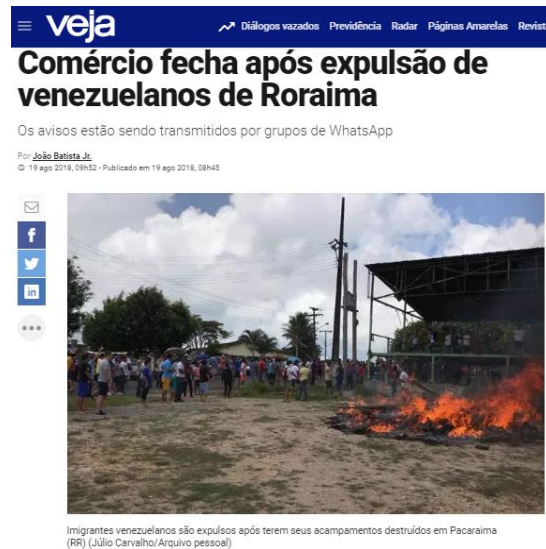 veja
Diálogos vazados Previdência Radar Páginas Amarelas Revist
Comércio fecha após expulsão de
venezuelanos de Roraima
Os avisos estão sendo transmitidos por grupos de WhatsApp
Por João Batista Jr.
19 ago 2018, 09h52 - Publicado em 19 ago 2018, 08h45
Imigrantes venezuelanos são expulsos após terem seus acampamentos destruídos em Pacaraima
(RR) (Júlio Carvalho/Arquivo pessoal)